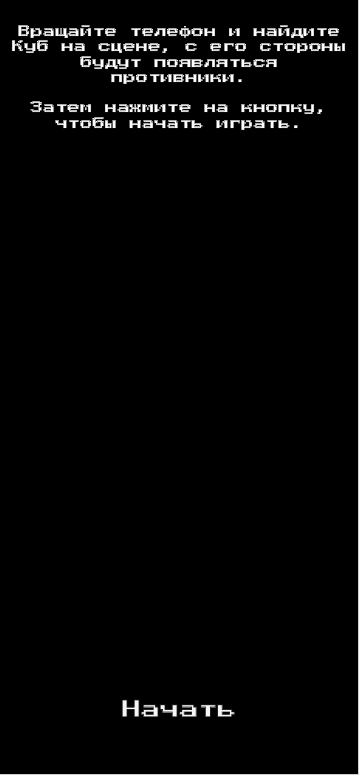 Вращайте телефон и найдите
Куб на сцене, с его стороны
будут появляться
противники.
Затем нажмите на кнопку,
чтобы начать играть.
Начать